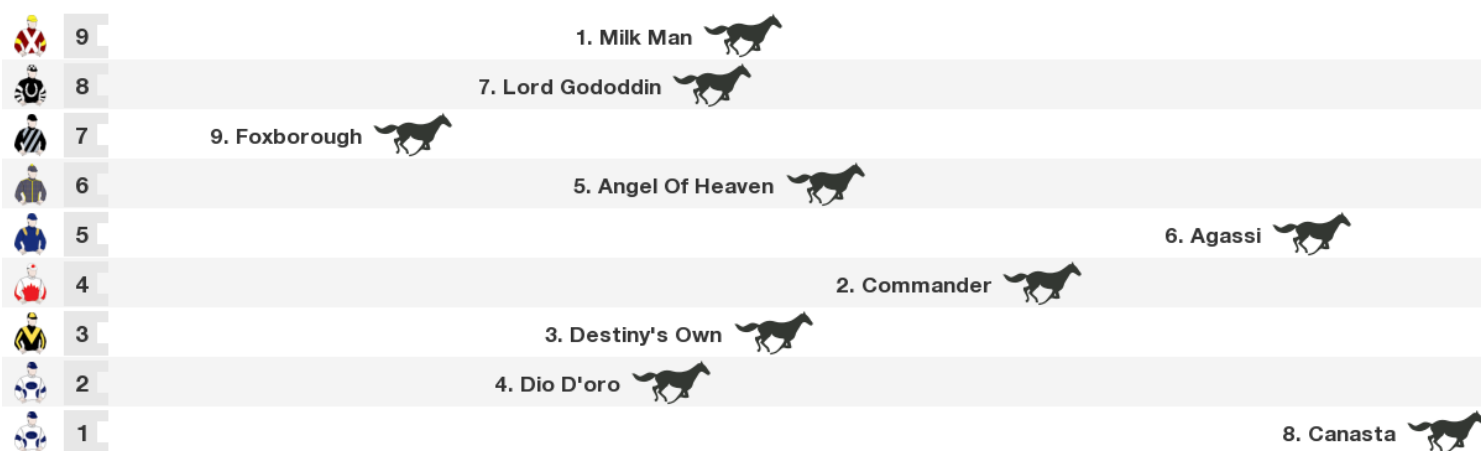 9 1. Milk Man
8 7. Lord Gododdin
7 9. Foxborough
6 5. Angel Of Heaven
5 6. Agassi
4 2. Commander
3 3. Destiny's Own
2 4. Dio D'oro
1 8. Canasta